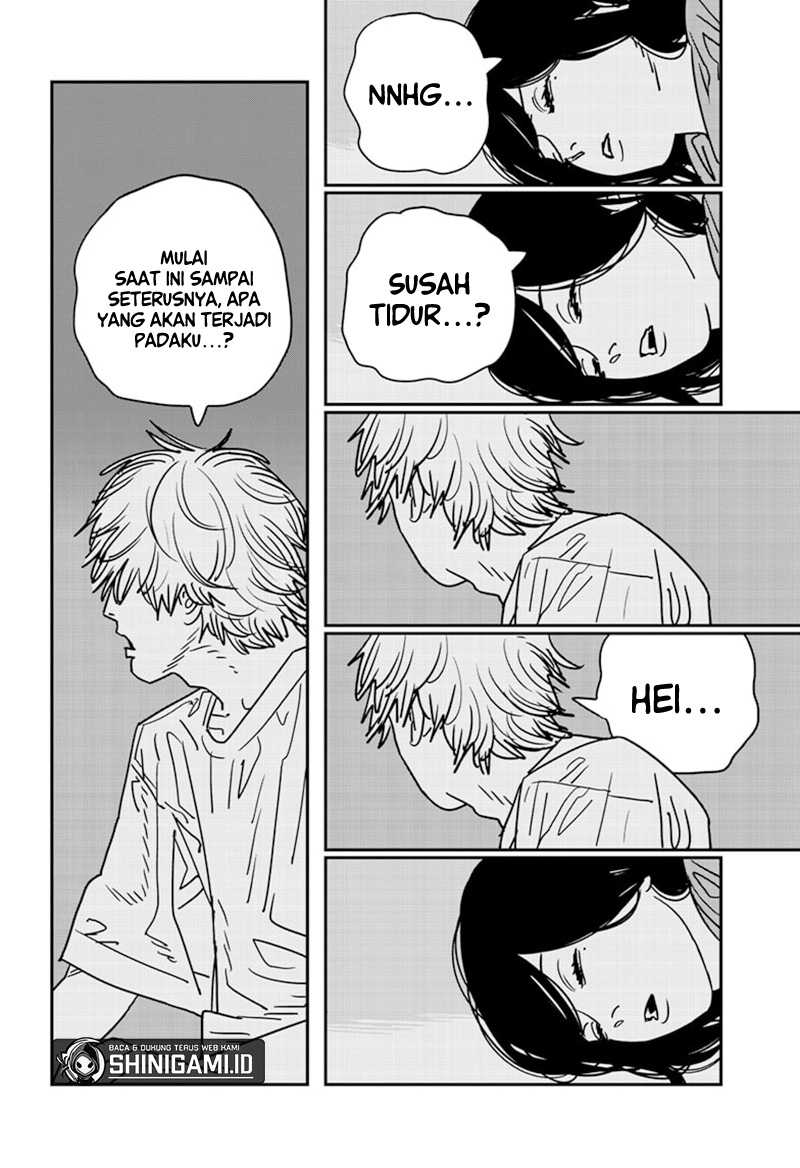 NNHG...
SUSAH
TIDUR...?
HEI...
MULAI
SAAT INI SAMPAI
SETERUSNYA, APA
YANG AKAN TERJADI
PADAKU...?
BACA & DUKUNG TERUS WEB KAMI
SHINIGAMI.ID